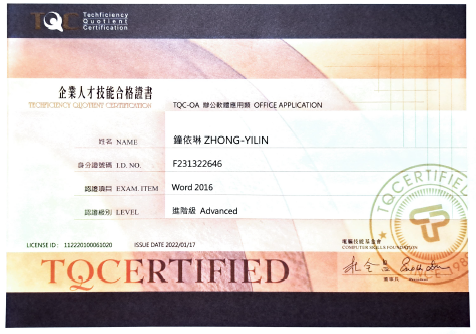 TQC Techficiency
Quotient
Certification
企業人才技能合格證書
TECHFICIENCY QUOTIENT CERTIFICATION
TQC-OA 辦公軟體應用類 OFFICE APPLICATION
姓名 NAME 鐘依琳 ZHONG-YILIN
身分證號碼 I.D. NO. F231322646
認證項目 EXAM. ITEM Word 2016
認證級別 LEVEL 進階級 Advanced
LICENSE ID: 112220100061020 ISSUE DATE 2022/01/17
電腦技能基金會
COMPUTER SKILLS FOUNDATION
董事長
TQCERTIFIED
TQCERTIFIED